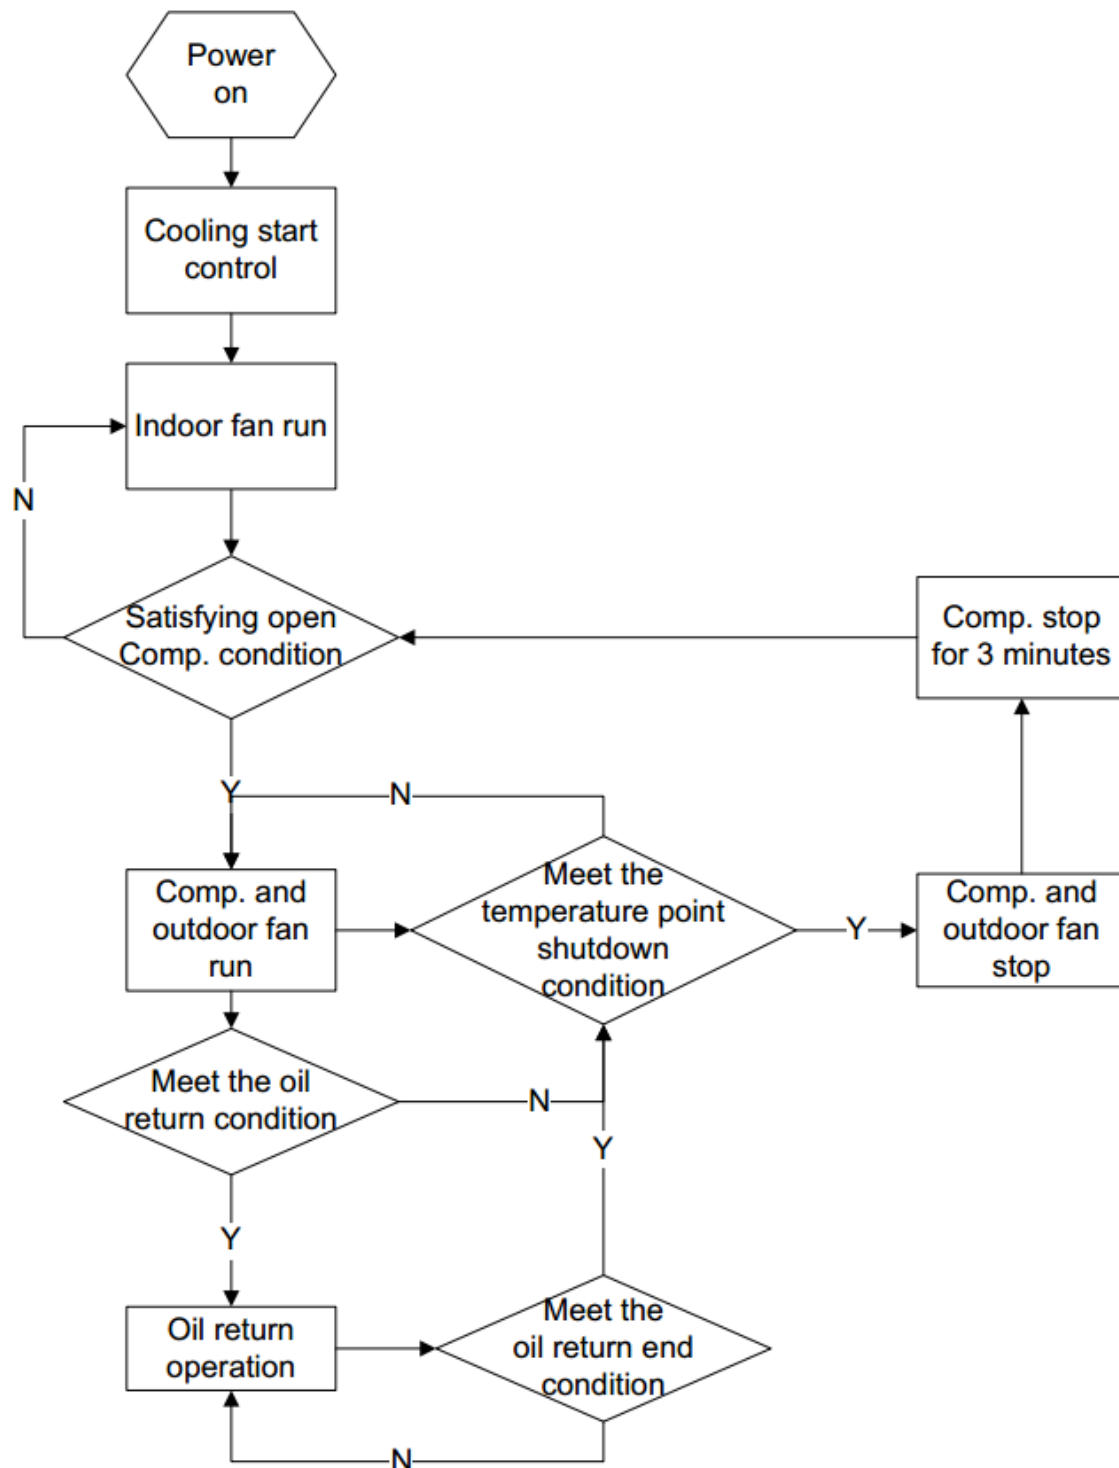 Power
on
Cooling start
control
Indoor fan run
N
Satisfying open
Comp. condition
Comp. stop
for 3 minutes
Y
N
Comp. and
outdoor fan
run
Meet the
temperature point
shutdown
condition
Y
Comp. and
outdoor fan
stop
Meet the oil
return condition
N
Y
Y
Oil return
operation
Meet the
oil return end
condition
N